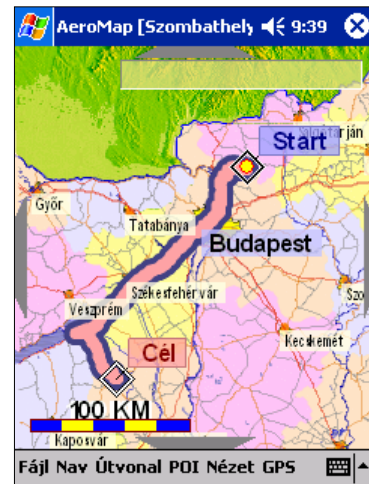 AeroMap [Szombathely 9:39
Start
Győr
Tatabánya
Budapest
Székesfehérvár
Szo
Veszprém
Kecskemét
Cél
100 KM
Kaposvár
Fájl Nav Útvonal POI Nézet GPS